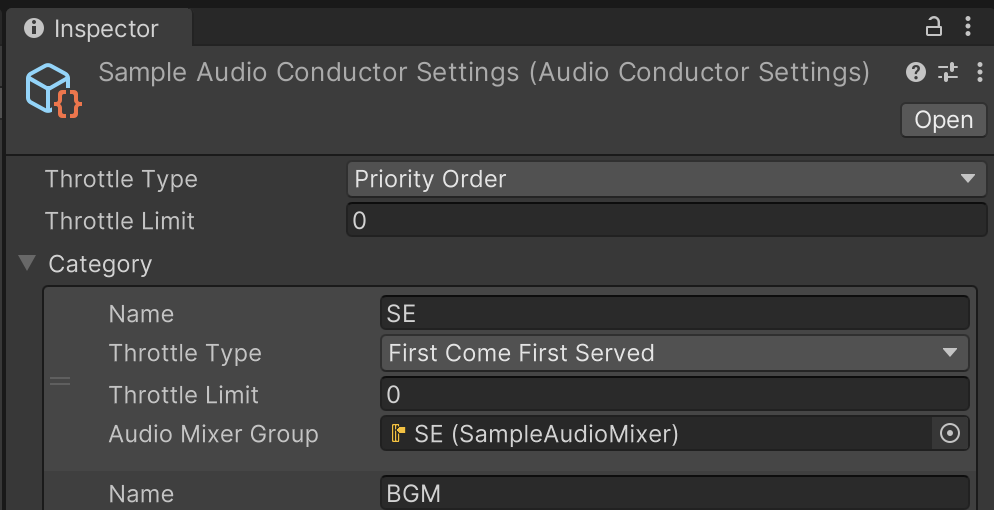 Inspector
Sample Audio Conductor Settings (Audio Conductor Settings)
Open
Throttle Type Priority Order
Throttle Limit 0
Category
Name SE
Throttle Type First Come First Served
Throttle Limit 0
Audio Mixer Group SE (SampleAudioMixer)
Name BGM